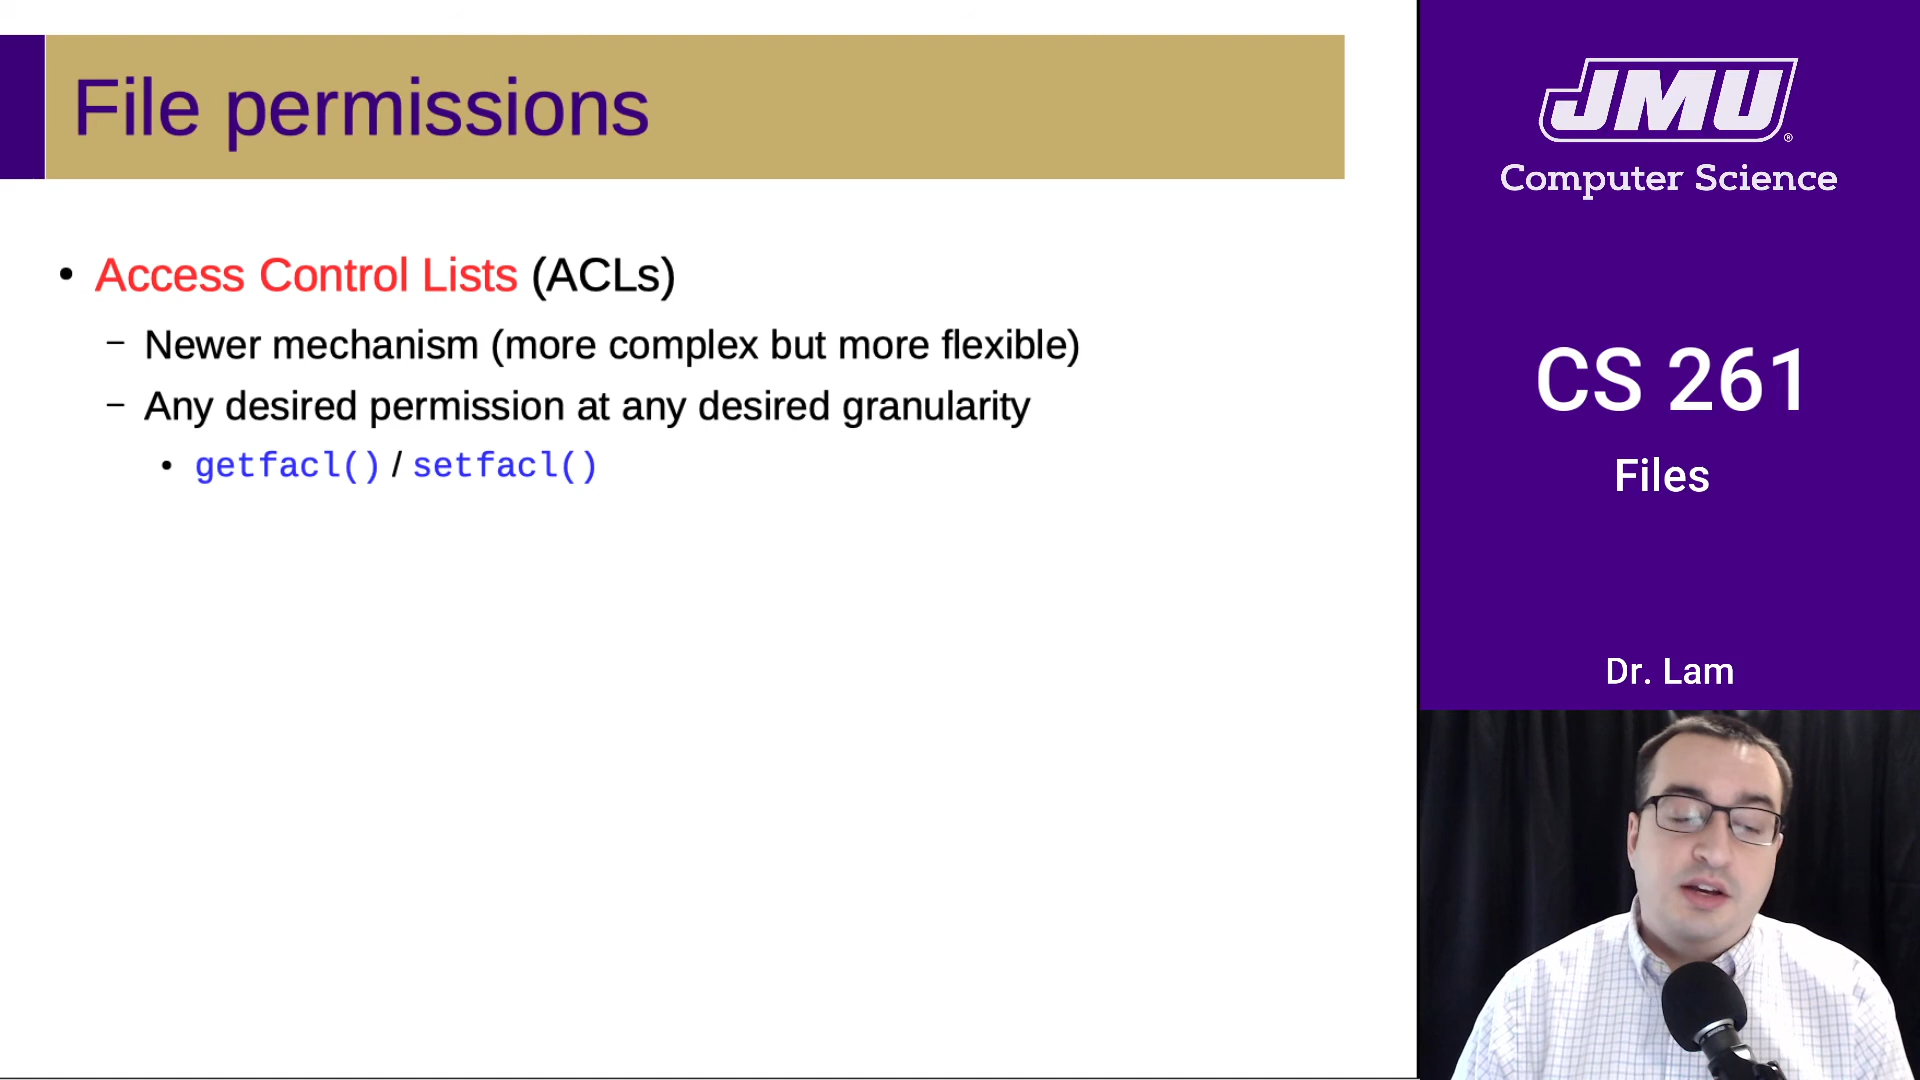 File permissions
• Access Control Lists (ACLs)
– Newer mechanism (more complex but more flexible)
– Any desired permission at any desired granularity
• getfacl() / setfacl()
JMU®
Computer Science
CS 261
Files
Dr. Lam